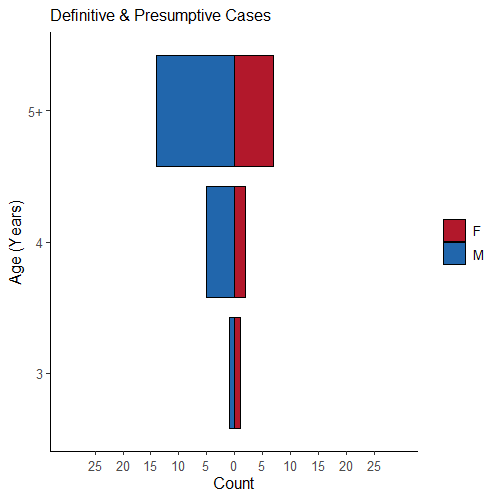 Definitive & Presumptive Cases
5+
4
3
Age (Years)
25 20 15 10 5 0 5 10 15 20 25
Count
F
M